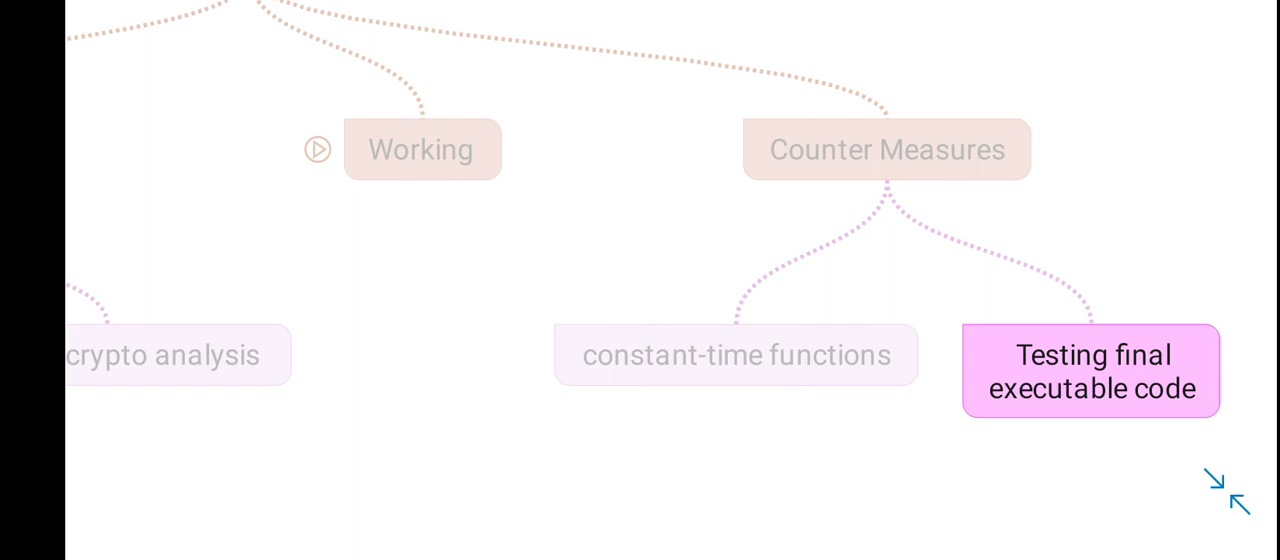 Working
Counter Measures
crypto analysis
constant-time functions
Testing final
executable code